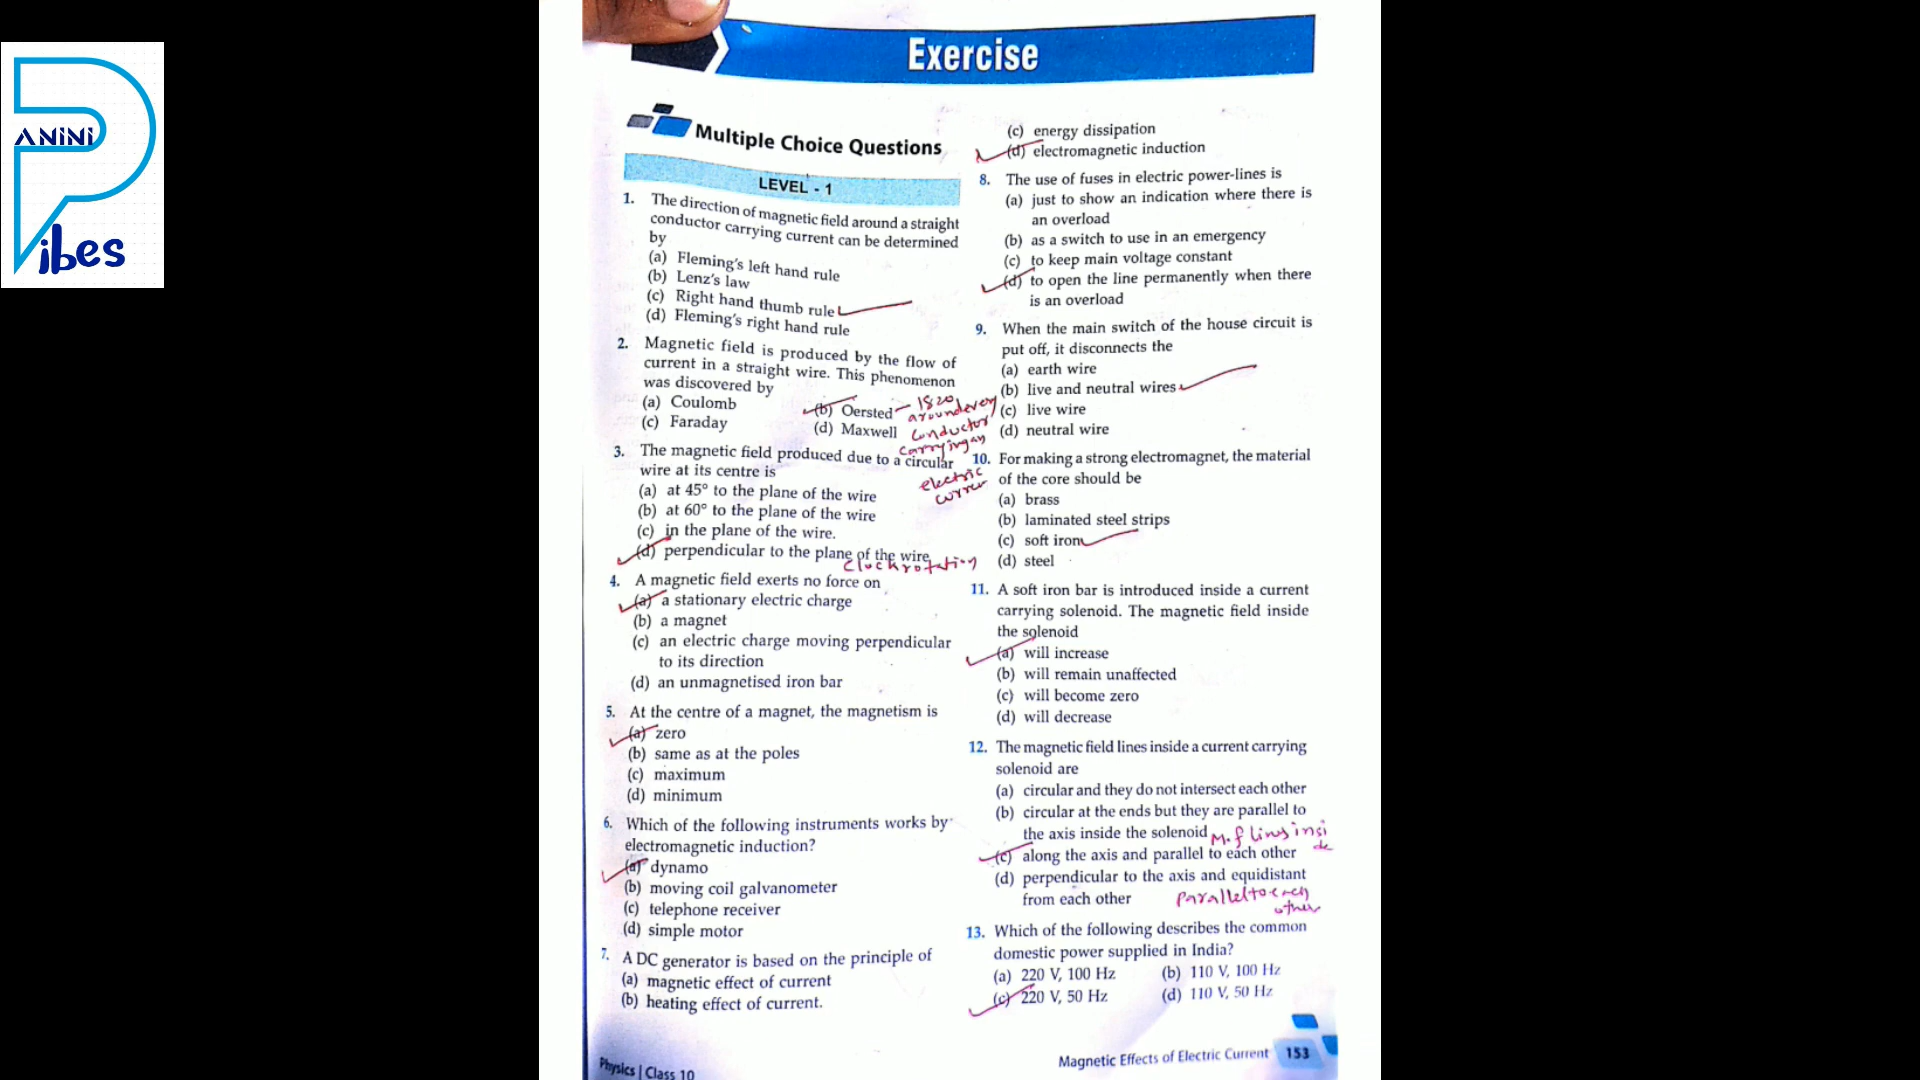 PANINI
Vibes
Exercise
Multiple Choice Questions
LEVEL - 1
1. The direction of magnetic field around a straight
conductor carrying current can be determined
by
(a) Fleming's left hand rule
(b) Lenz's law
(c) Right hand thumb rule
(d) Fleming's right hand rule
2. Magnetic field is produced by the flow of
current in a straight wire. This phenomenon
was discovered by
(a) Coulomb (b) Oersted – 1820
(c) Faraday (d) Maxwell
around every
conductor
carrying an
electric
3. The magnetic field produced due to a circular
wire at its centre is
(a) at 45° to the plane of the wire
(b) at 60° to the plane of the wire
(c) in the plane of the wire.
(d) perpendicular to the plane of the wire
Clock rotation
4. A magnetic field exerts no force on
(a) a stationary electric charge
(b) a magnet
(c) an electric charge moving perpendicular
to its direction
(d) an unmagnetised iron bar
5. At the centre of a magnet, the magnetism is
(a) zero
(b) same as at the poles
(c) maximum
(d) minimum
6. Which of the following instruments works by
electromagnetic induction?
(a) dynamo
(b) moving coil galvanometer
(c) telephone receiver
(d) simple motor
7. A DC generator is based on the principle of
(a) magnetic effect of current
(b) heating effect of current.
(c) energy dissipation
(d) electromagnetic induction
8. The use of fuses in electric power-lines is
(a) just to show an indication where there is
an overload
(b) as a switch to use in an emergency
(c) to keep main voltage constant
(d) to open the line permanently when there
is an overload
9. When the main switch of the house circuit is
put off, it disconnects the
(a) earth wire
(b) live and neutral wires
(c) live wire
(d) neutral wire
10. For making a strong electromagnet, the material
of the core should be
(a) brass
(b) laminated steel strips
(c) soft iron
(d) steel
11. A soft iron bar is introduced inside a current
carrying solenoid. The magnetic field inside
the solenoid
(a) will increase
(b) will remain unaffected
(c) will become zero
(d) will decrease
12. The magnetic field lines inside a current carrying
solenoid are
(a) circular and they do not intersect each other
(b) circular at the ends but they are parallel to
the axis inside the solenoid
M.f lines insi
de
(c) along the axis and parallel to each other
(d) perpendicular to the axis and equidistant
from each other
Parallel to each
other
13. Which of the following describes the common
domestic power supplied in India?
(a) 220 V, 100 Hz (b) 110 V, 100 Hz
(c) 220 V, 50 Hz (d) 110 V, 50 Hz
Physics | Class 10
Magnetic Effects of Electric Current 153